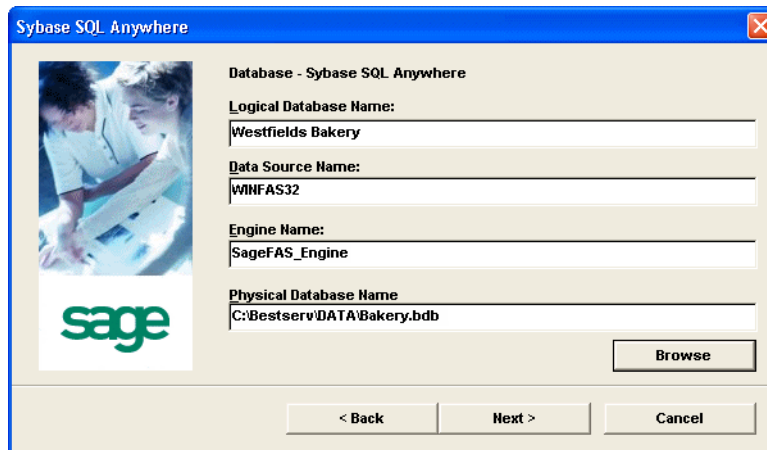 Sybase SQL Anywhere
Database - Sybase SQL Anywhere
Logical Database Name:
Westfields Bakery
Data Source Name:
WINFAS32
Engine Name:
SageFAS_Engine
Physical Database Name
C:\Bestserv\DATA\Bakery.bdb
sage
Browse
< Back
Next >
Cancel